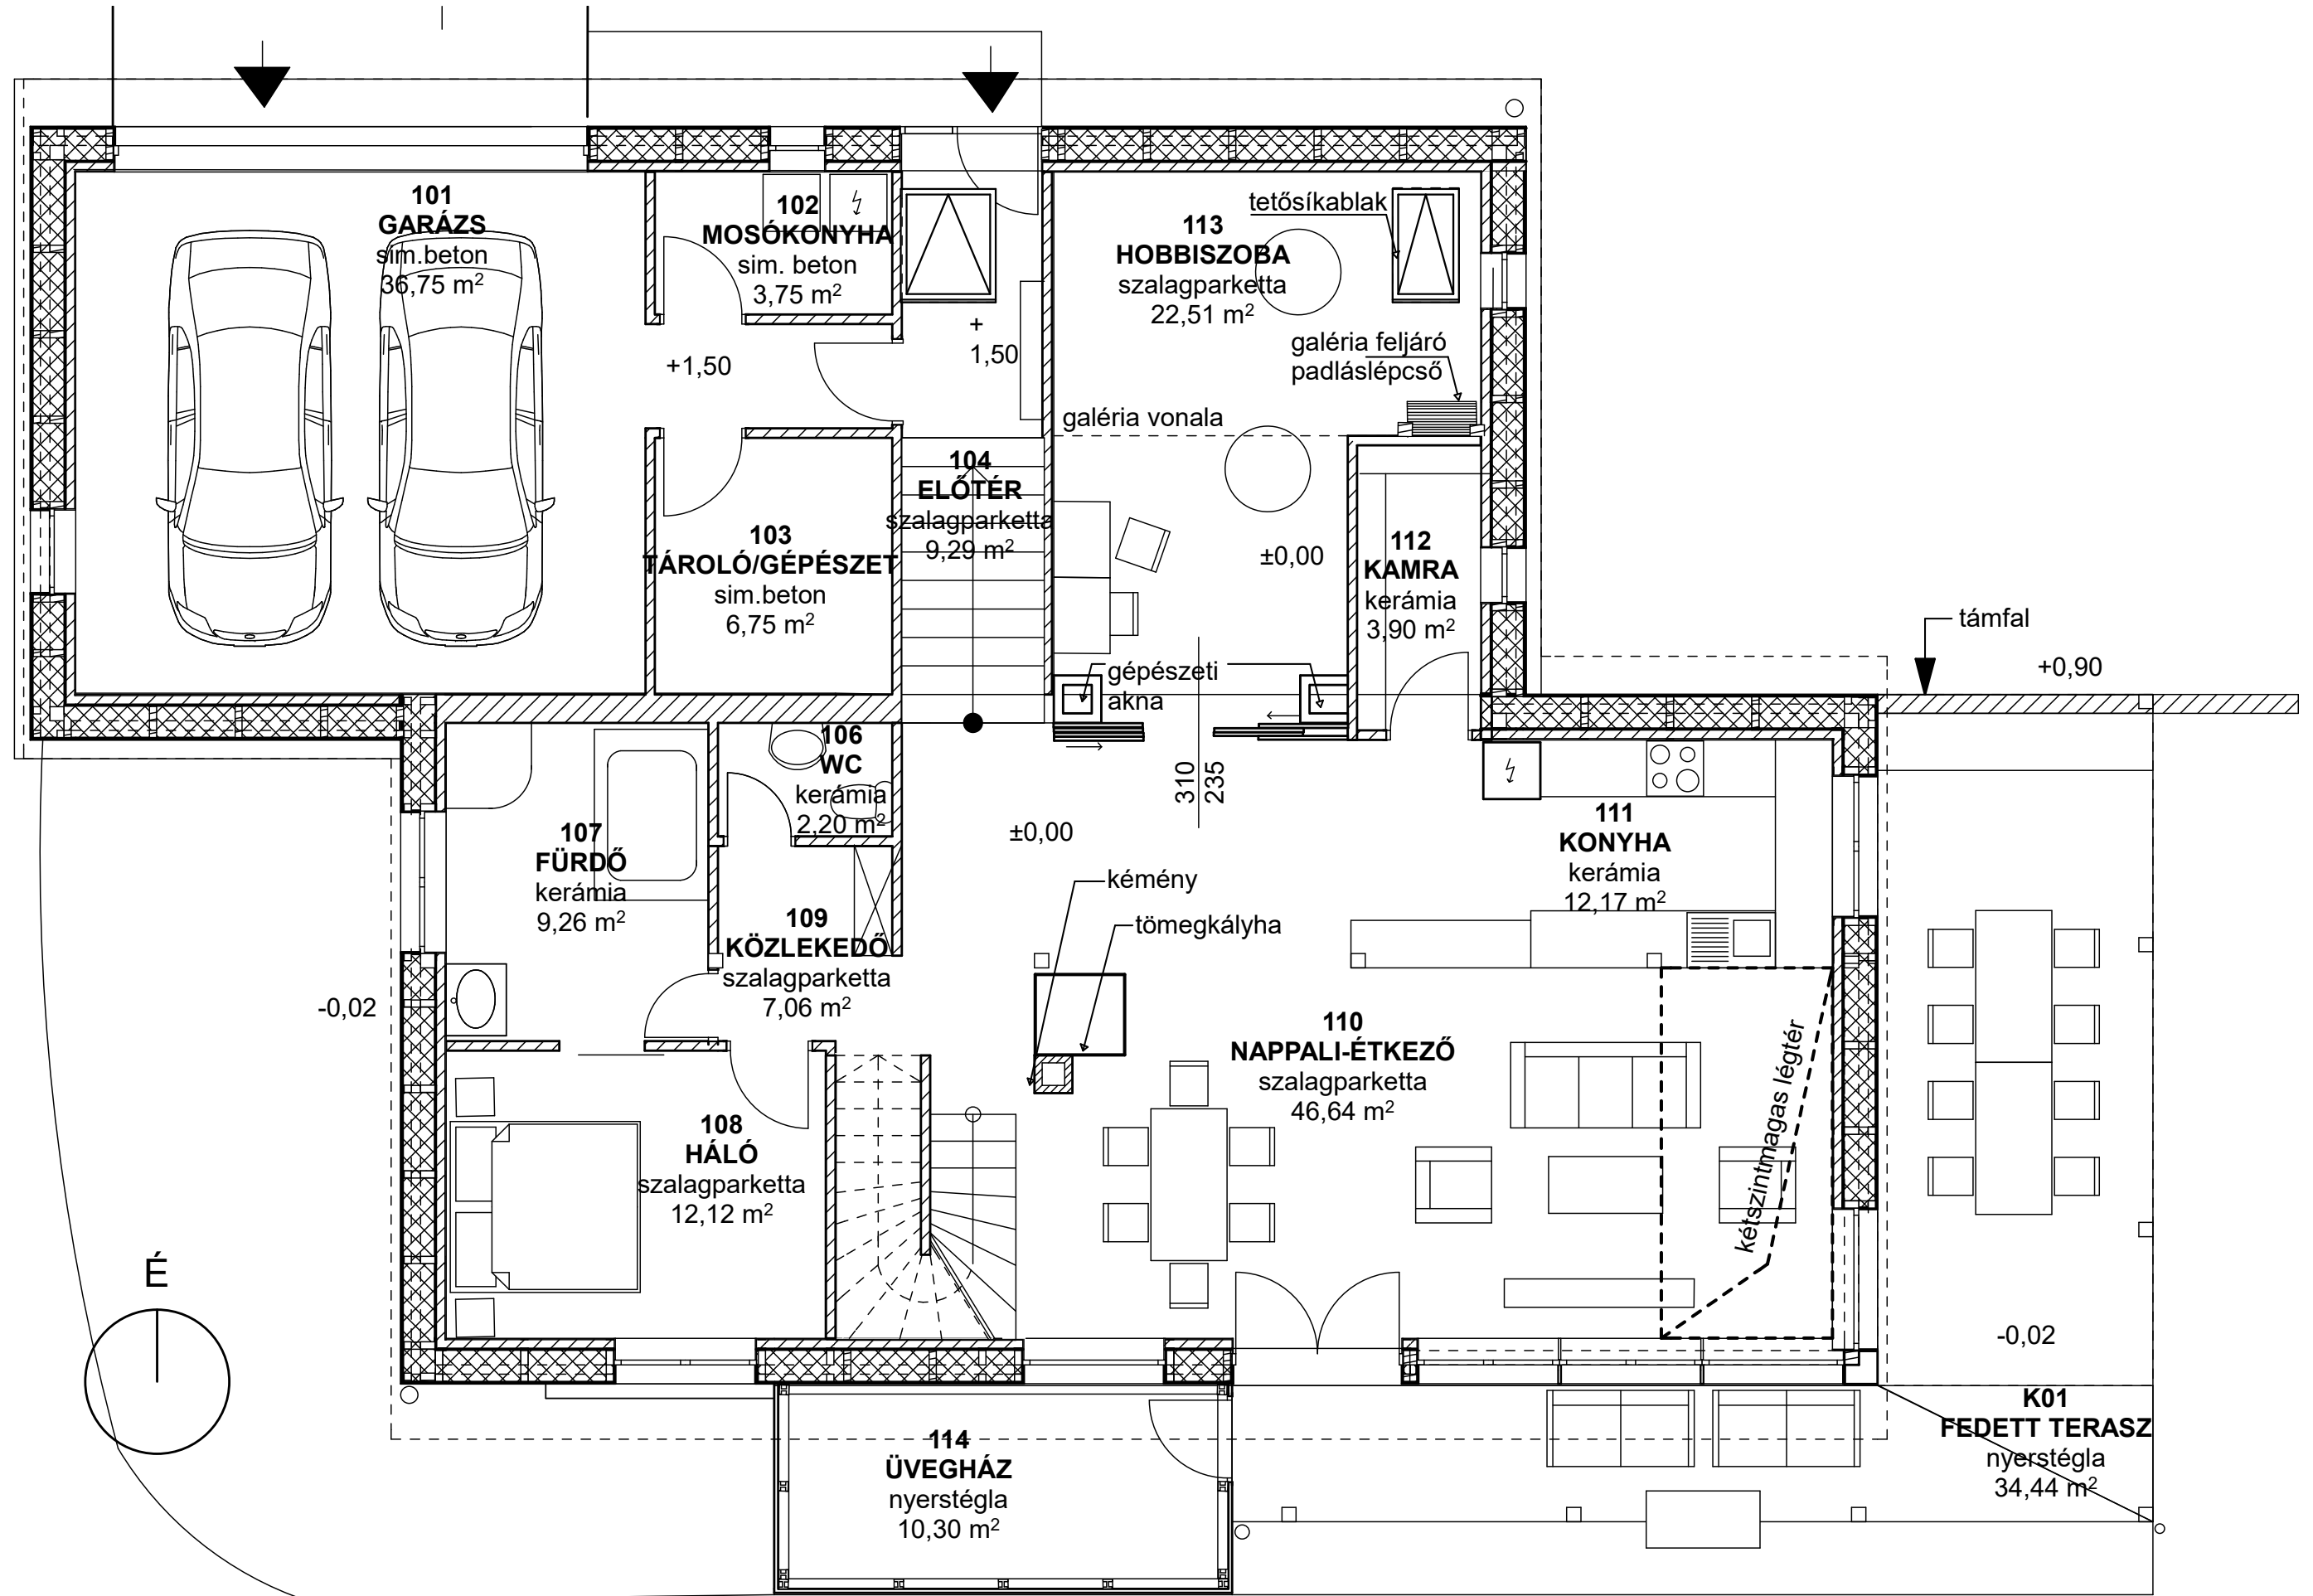 101
GARÁZS
sim.beton
36,75 m²
102
MOSÓKONYHA
sim. beton
3,75 m²
+1,50
+
1,50
103
TÁROLÓ/GÉPÉSZET
sim.beton
6,75 m²
104
ELŐTÉR
szalagparketta
9,29 m²
113
HOBBISZOBA
szalagparketta
22,51 m²
tetősíkablak
galéria feljáró
padláslépcső
galéria vonala
±0,00
112
KAMRA
kerámia
3,90 m²
gépészeti
akna
támfal
+0,90
106
WC
kerámia
2,20 m²
107
FÜRDŐ
kerámia
9,26 m²
109
KÖZLEKEDŐ
szalagparketta
7,06 m²
±0,00
310
235
kémény
tömegkályha
111
KONYHA
kerámia
12,17 m²
-0,02
110
NAPPALI-ÉTKEZŐ
szalagparketta
46,64 m²
kétszintmagas légtér
108
HÁLÓ
szalagparketta
12,12 m²
É
-0,02
K01
FEDETT TERASZ
nyerstégla
34,44 m²
114
ÜVEGHÁZ
nyerstégla
10,30 m²